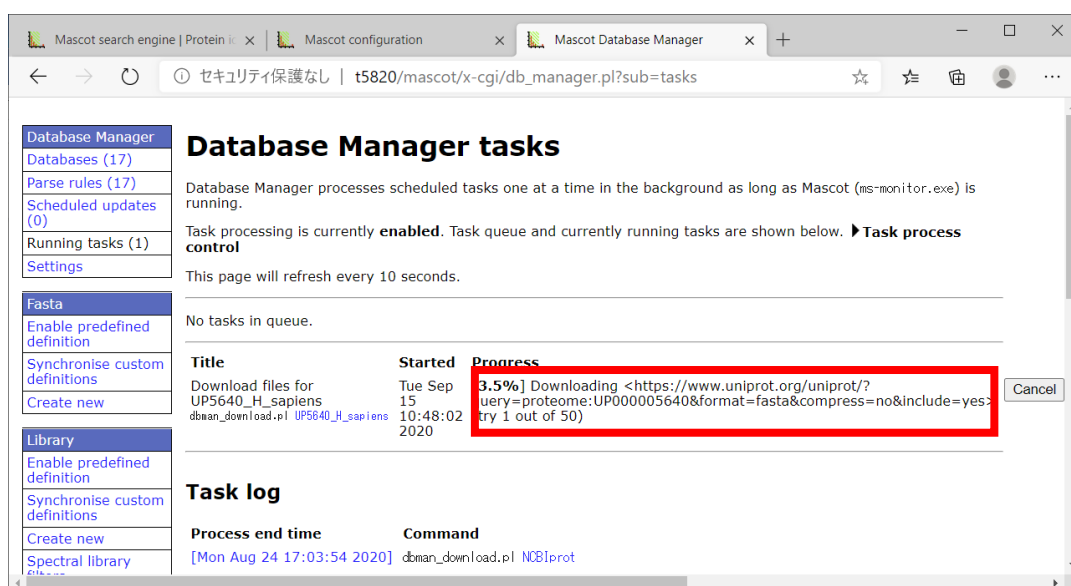 Mascot search engine | Protein id
Mascot configuration
Mascot Database Manager
セキュリティ保護なし | t5820/mascot/x-cgi/db_manager.pl?sub=tasks
Database Manager
Databases (17)
Parse rules (17)
Scheduled updates
(0)
Running tasks (1)
Settings
Fasta
Enable predefined
definition
Synchronise custom
definitions
Create new
Library
Enable predefined
definition
Synchronise custom
definitions
Create new
Spectral library
filters
Database Manager tasks
Database Manager processes scheduled tasks one at a time in the background as long as Mascot (ms-monitor.exe) is
running.
Task processing is currently enabled. Task queue and currently running tasks are shown below. ▶Task process
control
This page will refresh every 10 seconds.
No tasks in queue.
Title Started Progress
Download files for
UP5640_H_sapiens
dbman_download.pl UP5640_H_sapiens
Tue Sep
15
10:48:02
2020
3.5%] Downloading <https://www.uniprot.org/uniprot/?
uery=proteome:UP000005640&format=fasta&compress=no&include=yes>
try 1 out of 50)
Cancel
Task log
Process end time Command
[Mon Aug 24 17:03:54 2020] dbman_download.pl NCBIprot